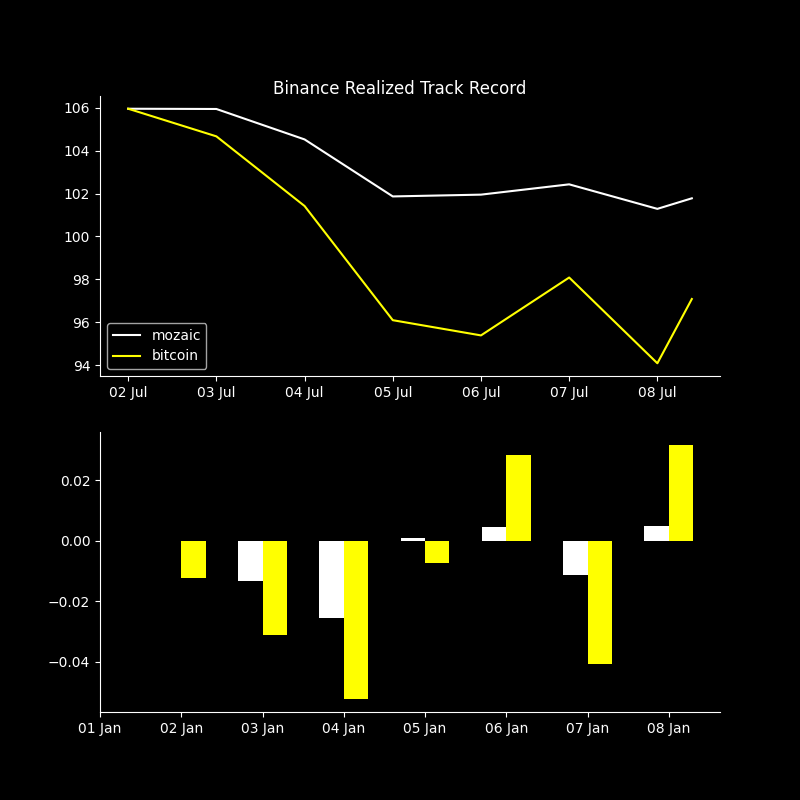 Binance Realized Track Record
106
104
102
100
98
96
94
mozaic
bitcoin
02 Jul 03 Jul 04 Jul 05 Jul 06 Jul 07 Jul 08 Jul
0.02
0.00
−0.02
−0.04
01 Jan 02 Jan 03 Jan 04 Jan 05 Jan 06 Jan 07 Jan 08 Jan